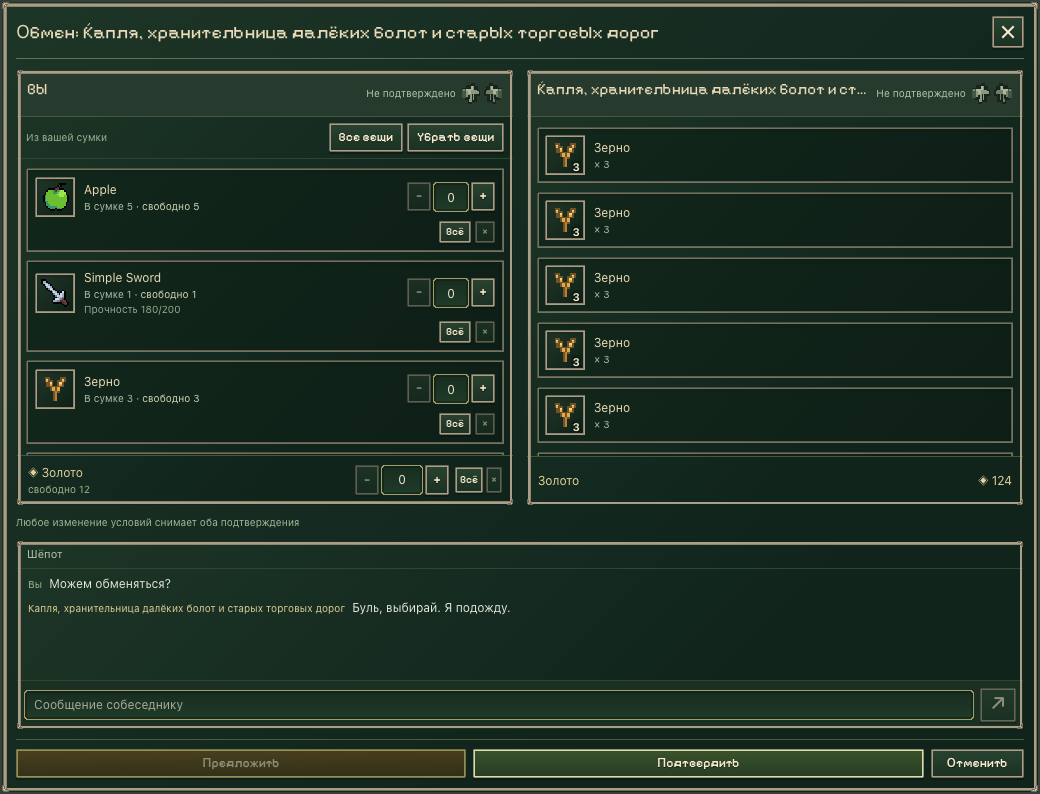 Обмен: Капля, хранительница далёких болот и старых торговых дорог
Вы
Не подтверждено
Из вашей сумки
Все вещи
Убрать вещи
Apple
В сумке 5 · свободно 5
- 0 +
Всё ×
Simple Sword
В сумке 1 · свободно 1
Прочность 180/200
- 0 +
Всё ×
Зерно
В сумке 3 · свободно 3
- 0 +
Всё ×
Золото
свободно 12
- 0 + Всё ×
Капля, хранительница далёких болот и ст...
Не подтверждено
3
Зерно
x 3
3
Зерно
x 3
3
Зерно
x 3
3
Зерно
x 3
3
Зерно
x 3
Золото
124
Любое изменение условий снимает оба подтверждения
Шёпот
Вы Можем обменяться?
Капля, хранительница далёких болот и старых торговых дорог Буль, выбирай. Я подожду.
Сообщение собеседнику
Предложить
Подтвердить
Отменить